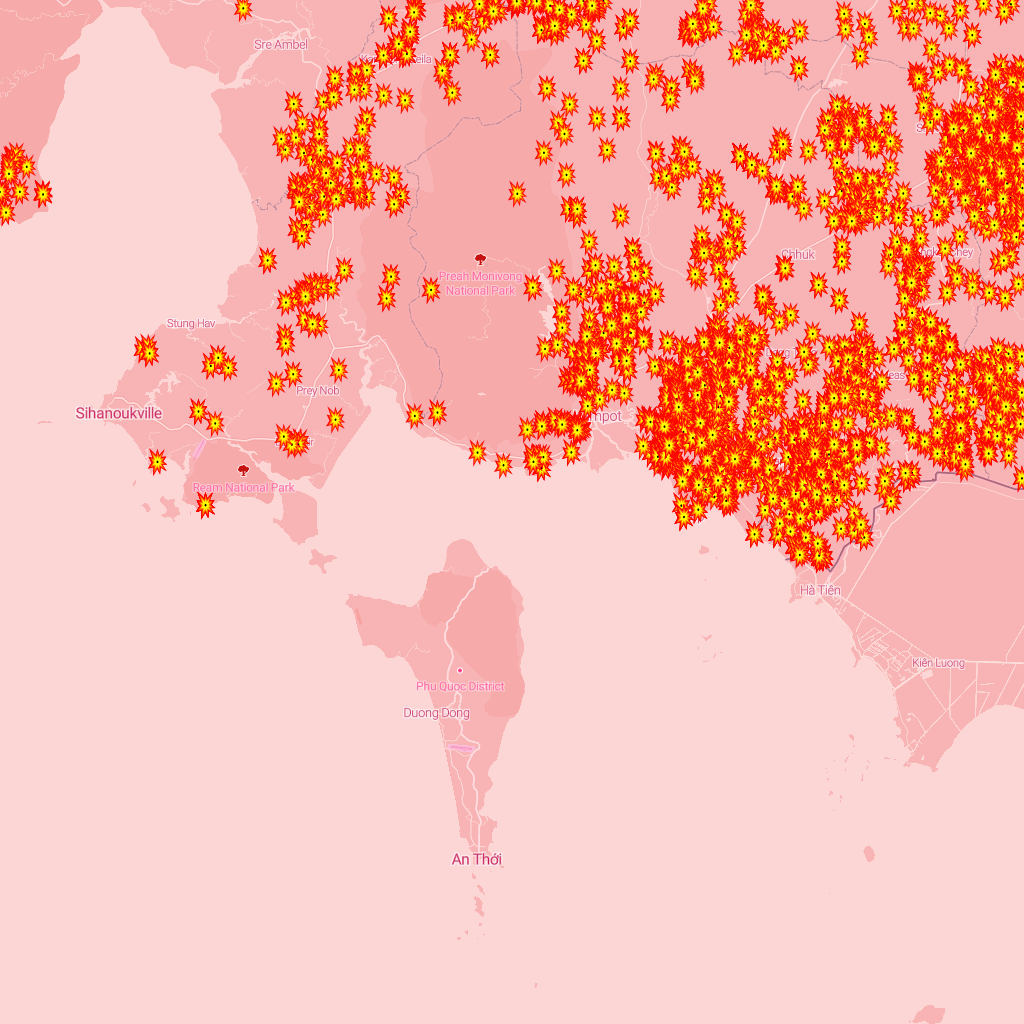 Sre Ambel
Chhuk
Preah Monivong
National Park
Stung Hav
Prey Nob
Sihanoukville
Ream National Park
Hà Tiên
Kiên Luong
Phu Quoc District
Duong Dong
An Thới